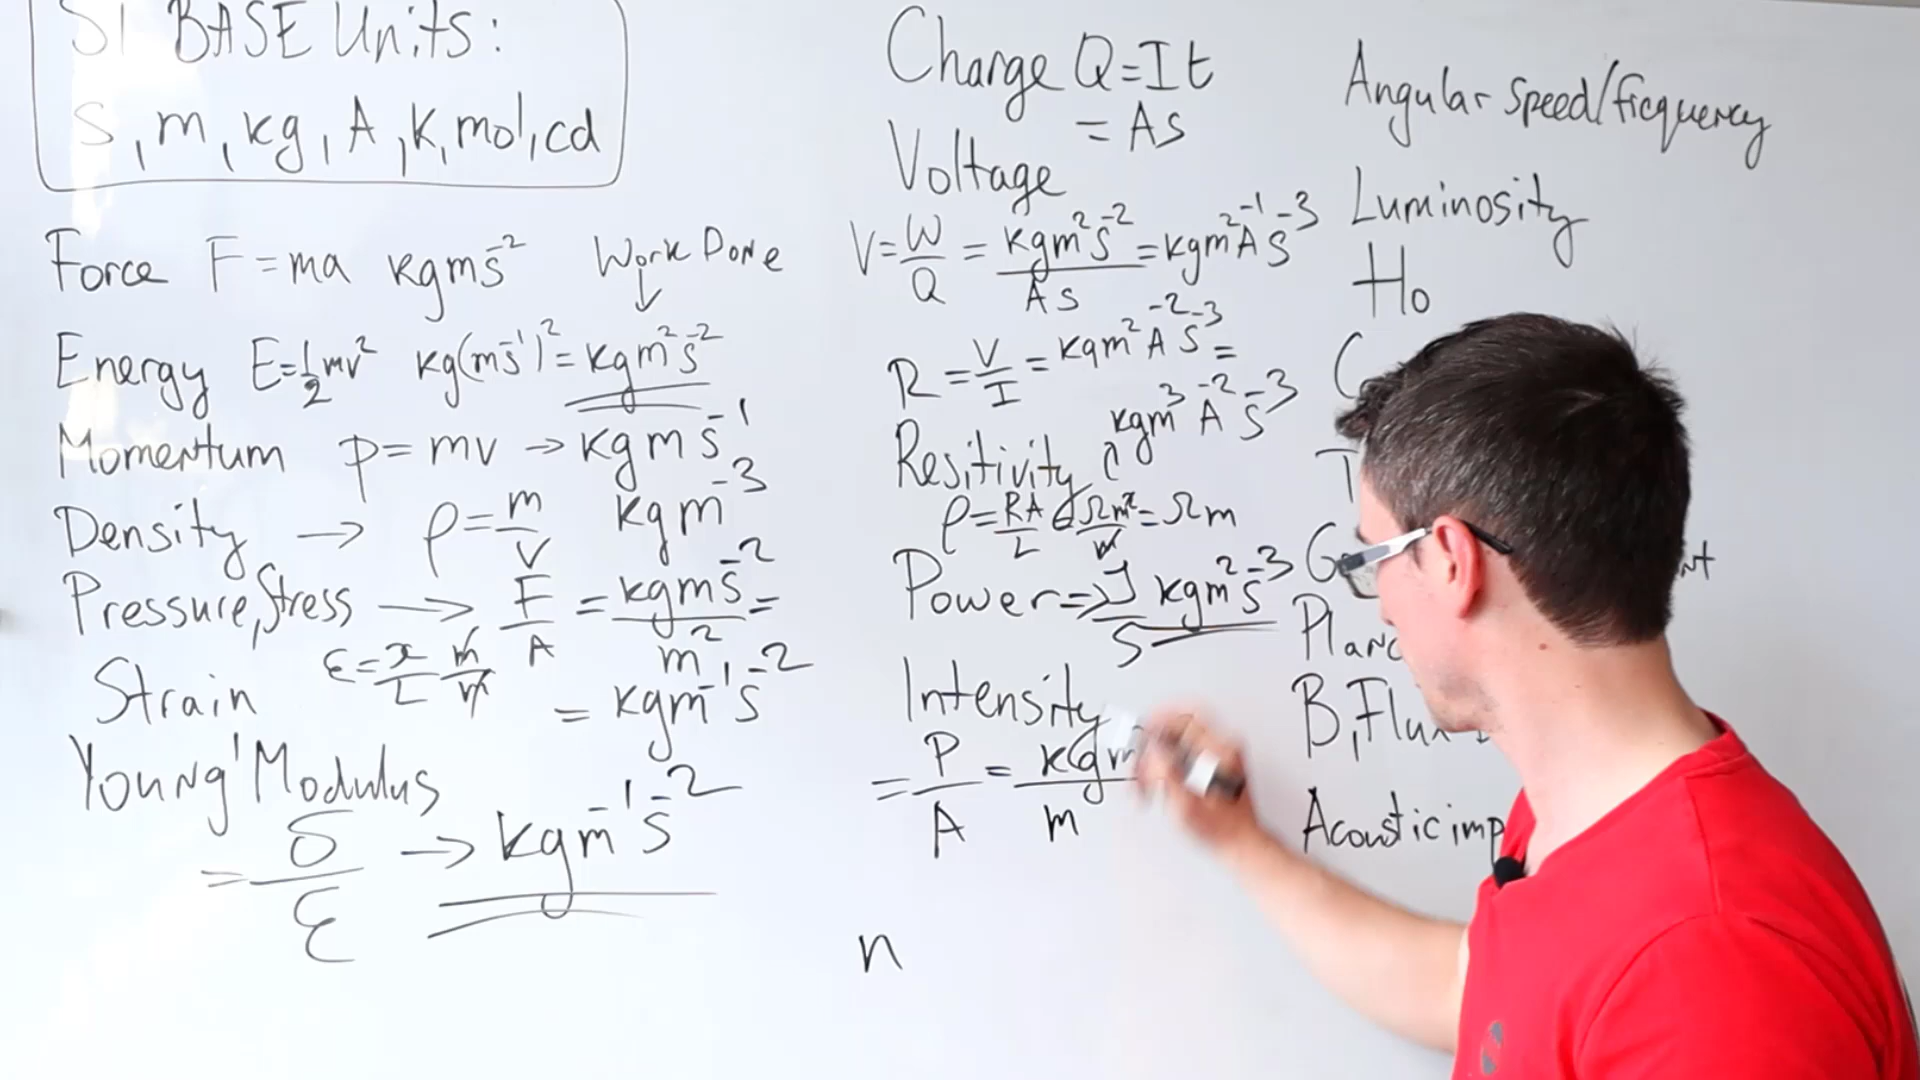 SI BASE Units:
S, m, kg, A, K, mol, cd
Force F = ma kgms⁻² Work Done
↓
Energy E = ½mv² kg(ms⁻¹)² = kgm²s⁻²
Momentum p = mv → kgms⁻¹
Density → ρ = m/V kgm⁻³
Pressure, Stress → F/A = kgms⁻²/m² =
= kgm⁻¹s⁻²
Strain ε = x/L m/m
Young' Modulus
= σ/ε → kgm⁻¹s⁻²
Charge Q = It
= As
Voltage
V = W/Q = kgm²s⁻²/As = kgm²A⁻¹s⁻³
R = V/I = kgm²A⁻²s⁻³ =
kgm³A⁻²s⁻³
Resitivity
ρ = RA/L Ωm²/m = Ωm
Power => J/s kgm²s⁻³
Intensity
= P/A = kgm/m
n
Angular speed/frequency
Luminosity
H₀
B, Flux
Acoustic imp